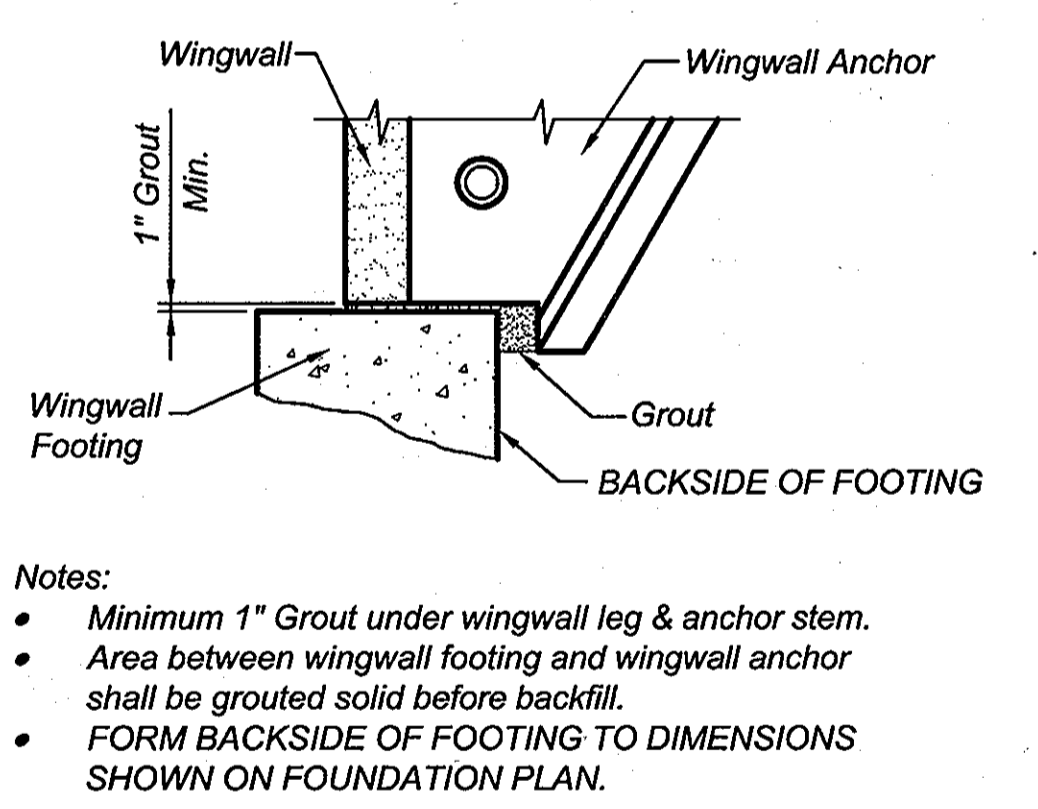 Wingwall
Wingwall Anchor
1" Grout
Min.
Wingwall
Footing
Grout
BACKSIDE OF FOOTING
Notes:
• Minimum 1" Grout under wingwall leg & anchor stem.
• Area between wingwall footing and wingwall anchor
shall be grouted solid before backfill.
• FORM BACKSIDE OF FOOTING TO DIMENSIONS
SHOWN ON FOUNDATION PLAN.